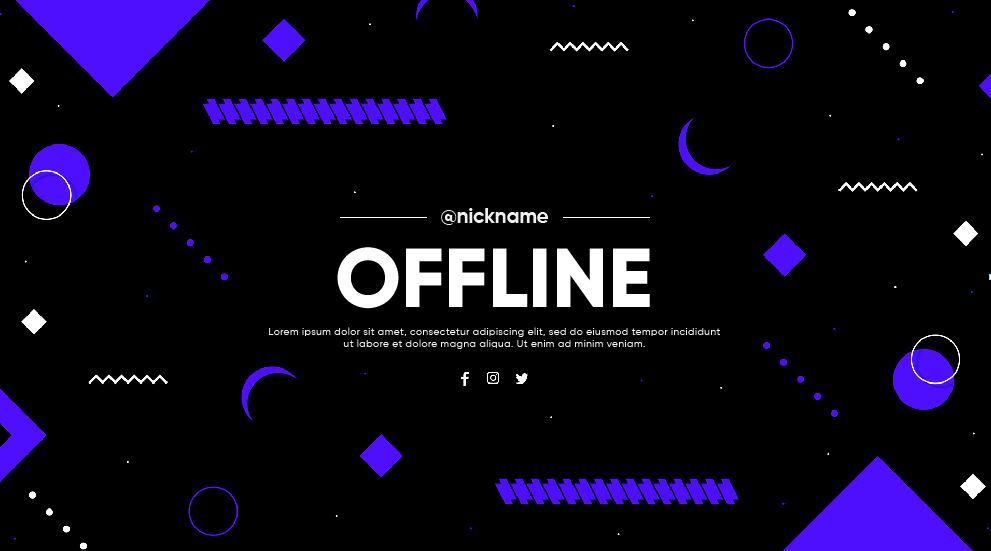 @nickname
OFFLINE
Lorem ipsum dolor sit amet, consectetur adipiscing elit, sed do eiusmod tempor incididunt
ut labore et dolore magna aliqua. Ut enim ad minim veniam.